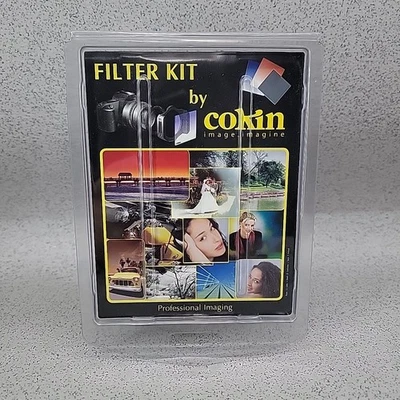 FILTER KIT
by
cokin
image.imagine
Professional Imaging